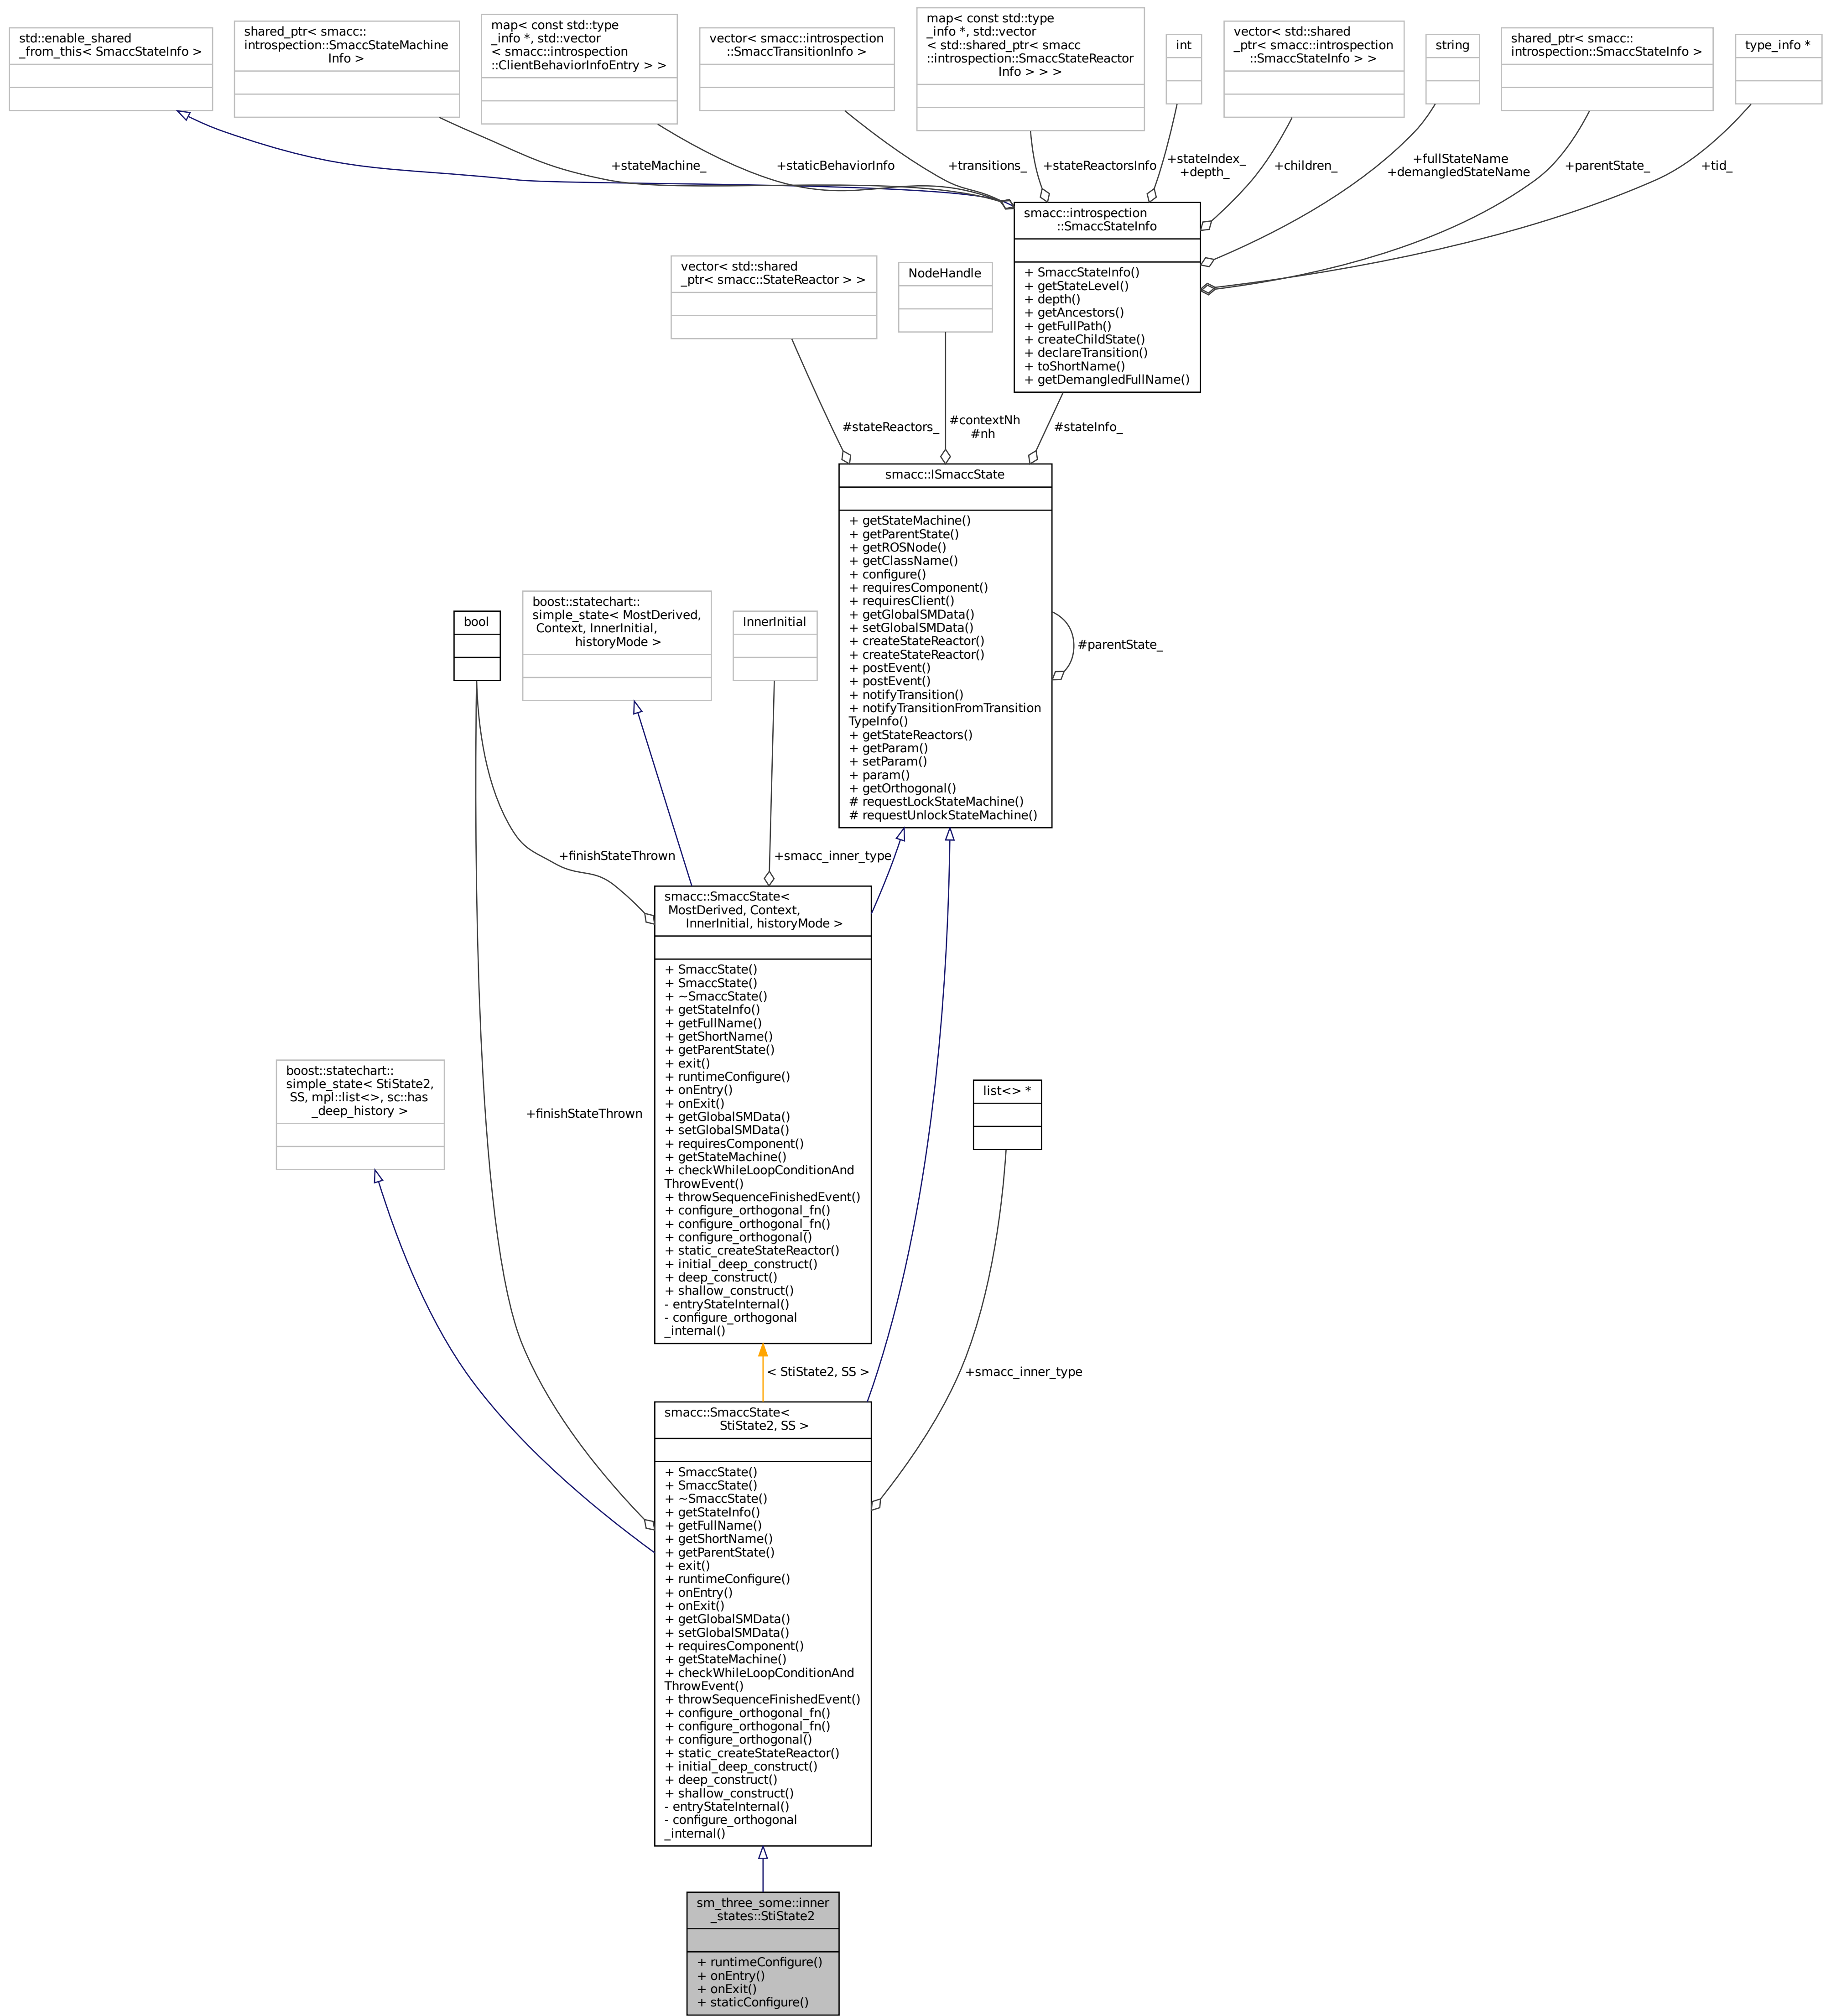 std::enable_shared
_from_this< SmaccStateInfo >
shared_ptr< smacc::
introspection::SmaccStateMachine
Info >
map< const std::type
_info *, std::vector
< smacc::introspection
::ClientBehaviorInfoEntry > >
vector< smacc::introspection
::SmaccTransitionInfo >
map< const std::type
_info *, std::vector
< std::shared_ptr< smacc
::introspection::SmaccStateReactor
Info > > >
int
vector< std::shared
_ptr< smacc::introspection
::SmaccStateInfo > >
string
shared_ptr< smacc::
introspection::SmaccStateInfo >
type_info *
+stateMachine_
+staticBehaviorInfo
+transitions_
+stateReactorsInfo
+stateIndex_
+depth_
+children_
+fullStateName
+demangledStateName
+parentState_
+tid_
smacc::introspection
::SmaccStateInfo
+ SmaccStateInfo()
+ getStateLevel()
+ depth()
+ getAncestors()
+ getFullPath()
+ createChildState()
+ declareTransition()
+ toShortName()
+ getDemangledFullName()
vector< std::shared
_ptr< smacc::StateReactor > >
NodeHandle
#stateReactors_
#contextNh
#nh
#stateInfo_
smacc::ISmaccState
+ getStateMachine()
+ getParentState()
+ getROSNode()
+ getClassName()
+ configure()
+ requiresComponent()
+ requiresClient()
+ getGlobalSMData()
+ setGlobalSMData()
+ createStateReactor()
+ createStateReactor()
+ postEvent()
+ postEvent()
+ notifyTransition()
+ notifyTransitionFromTransition
TypeInfo()
+ getStateReactors()
+ getParam()
+ setParam()
+ param()
+ getOrthogonal()
# requestLockStateMachine()
# requestUnlockStateMachine()
#parentState_
bool
boost::statechart::
simple_state< MostDerived,
Context, InnerInitial,
historyMode >
InnerInitial
+finishStateThrown
+smacc_inner_type
smacc::SmaccState<
MostDerived, Context,
InnerInitial, historyMode >
+ SmaccState()
+ SmaccState()
+ ~SmaccState()
+ getStateInfo()
+ getFullName()
+ getShortName()
+ getParentState()
+ exit()
+ runtimeConfigure()
+ onEntry()
+ onExit()
+ getGlobalSMData()
+ setGlobalSMData()
+ requiresComponent()
+ getStateMachine()
+ checkWhileLoopConditionAnd
ThrowEvent()
+ throwSequenceFinishedEvent()
+ configure_orthogonal_fn()
+ configure_orthogonal_fn()
+ configure_orthogonal()
+ static_createStateReactor()
+ initial_deep_construct()
+ deep_construct()
+ shallow_construct()
- entryStateInternal()
- configure_orthogonal
_internal()
boost::statechart::
simple_state< StiState2,
SS, mpl::list<>, sc::has
_deep_history >
+finishStateThrown
list<> *
< StiState2, SS >
+smacc_inner_type
smacc::SmaccState<
StiState2, SS >
+ SmaccState()
+ SmaccState()
+ ~SmaccState()
+ getStateInfo()
+ getFullName()
+ getShortName()
+ getParentState()
+ exit()
+ runtimeConfigure()
+ onEntry()
+ onExit()
+ getGlobalSMData()
+ setGlobalSMData()
+ requiresComponent()
+ getStateMachine()
+ checkWhileLoopConditionAnd
ThrowEvent()
+ throwSequenceFinishedEvent()
+ configure_orthogonal_fn()
+ configure_orthogonal_fn()
+ configure_orthogonal()
+ static_createStateReactor()
+ initial_deep_construct()
+ deep_construct()
+ shallow_construct()
- entryStateInternal()
- configure_orthogonal
_internal()
sm_three_some::inner
_states::StiState2
+ runtimeConfigure()
+ onEntry()
+ onExit()
+ staticConfigure()